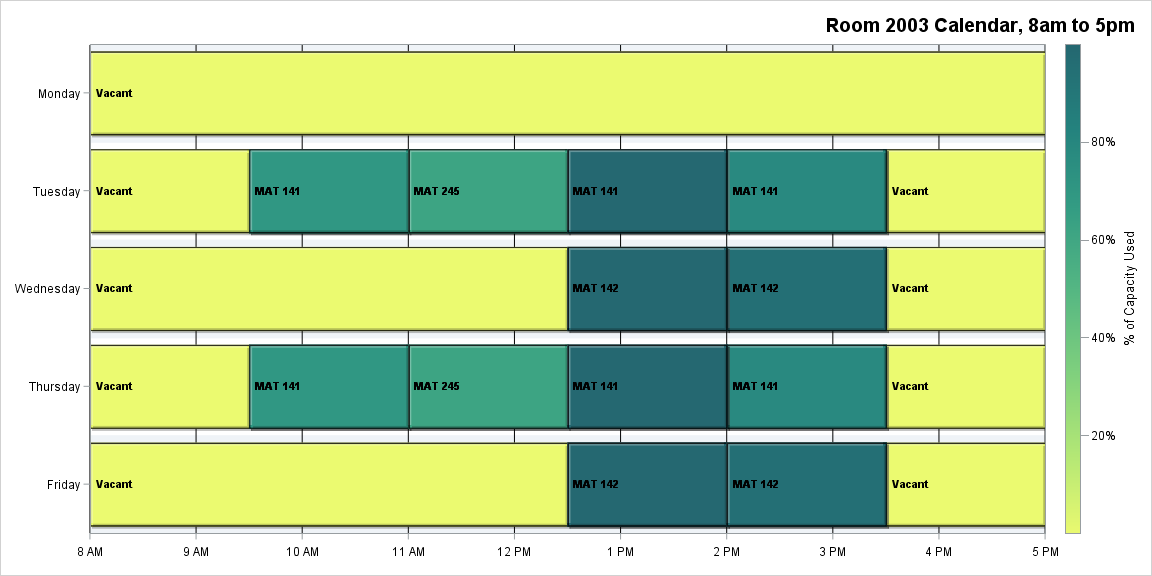 Room 2003 Calendar, 8am to 5pm
Monday
Vacant
Tuesday
Vacant
MAT 141
MAT 245
MAT 141
MAT 141
Vacant
Wednesday
Vacant
MAT 142
MAT 142
Vacant
Thursday
Vacant
MAT 141
MAT 245
MAT 141
MAT 141
Vacant
Friday
Vacant
MAT 142
MAT 142
Vacant
8 AM
9 AM
10 AM
11 AM
12 PM
1 PM
2 PM
3 PM
4 PM
5 PM
80%
60%
40%
20%
% of Capacity Used